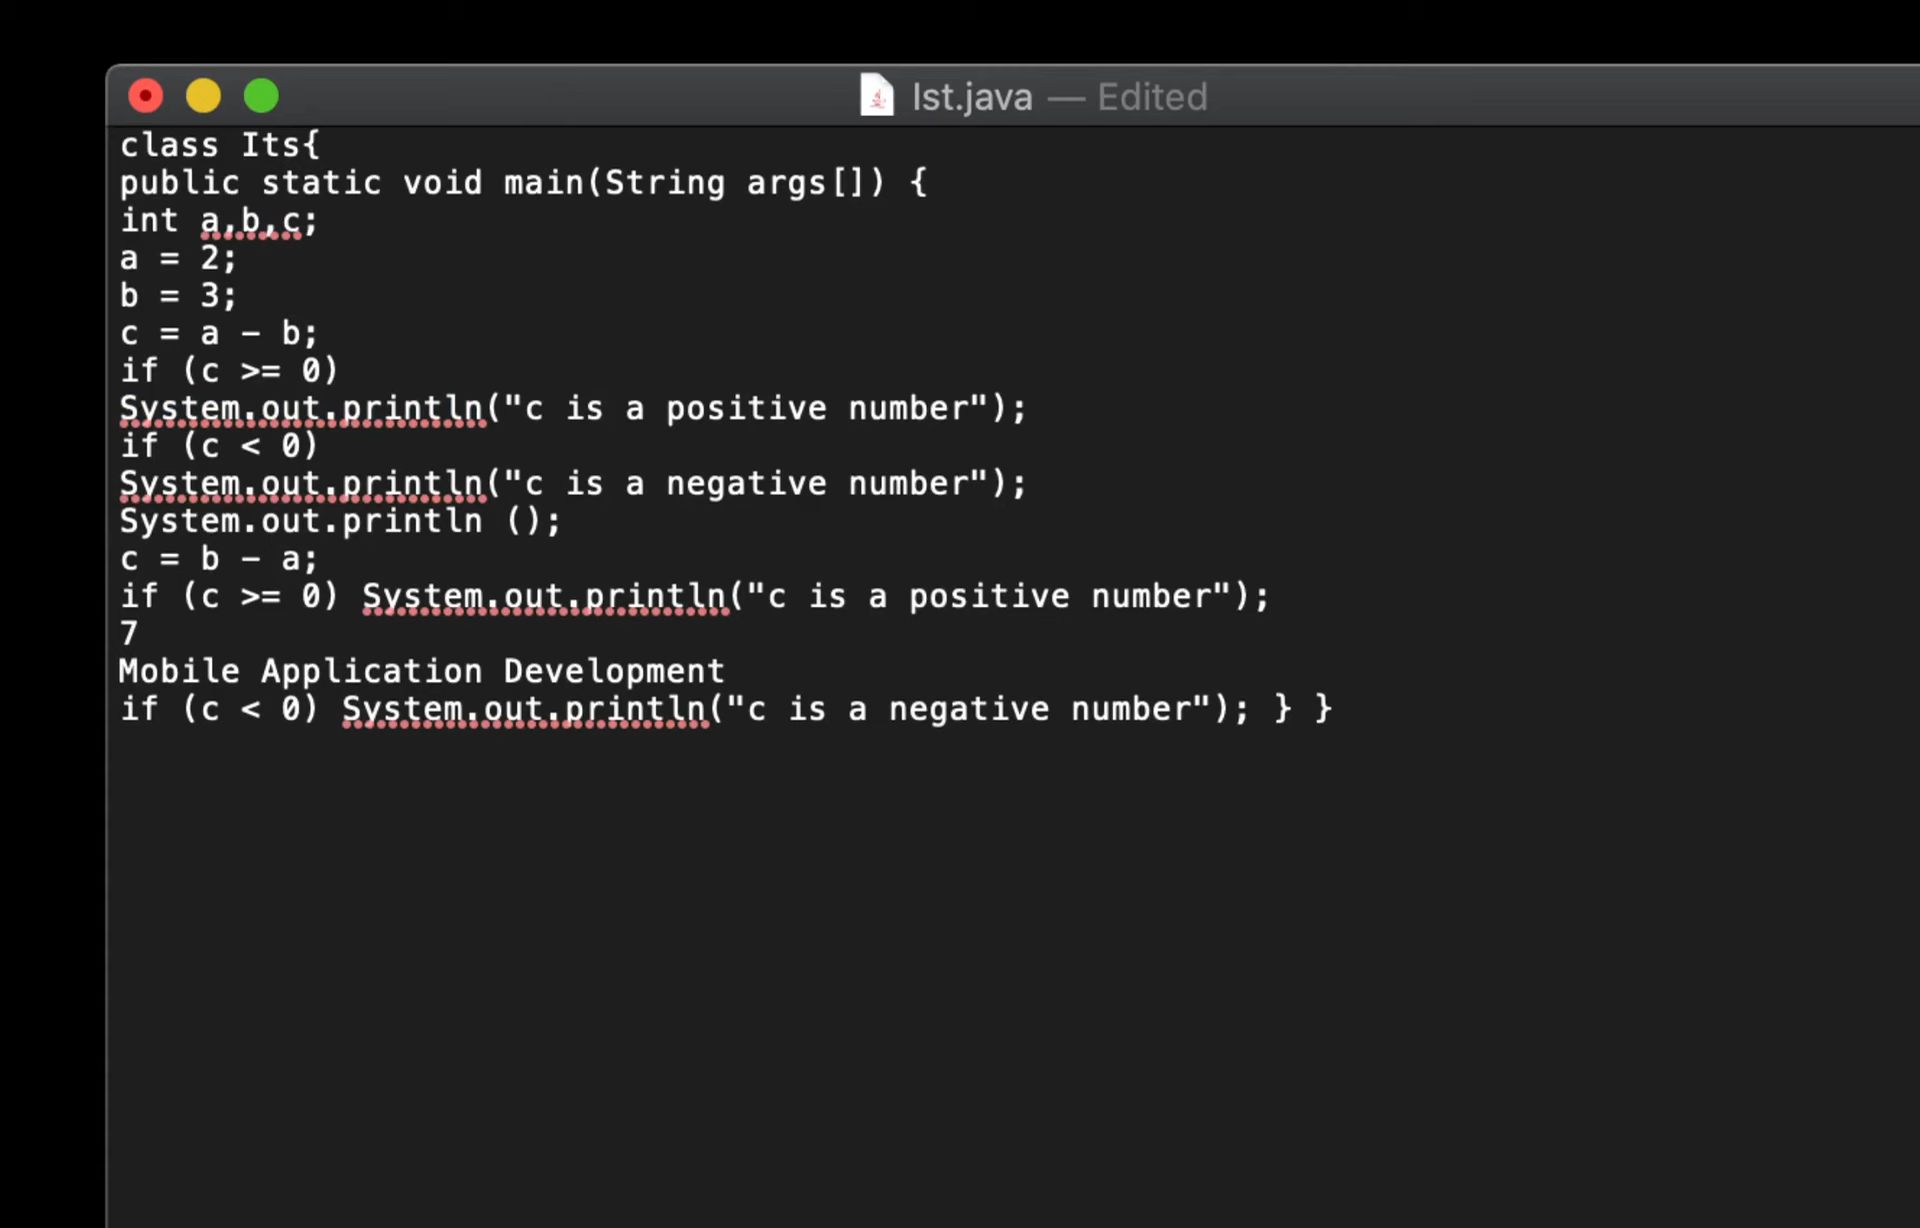 Ist.java — Edited
class Its{
public static void main(String args[]) {
int a,b,c;
a = 2;
b = 3;
c = a - b;
if (c >= 0)
System.out.println("c is a positive number");
if (c < 0)
System.out.println("c is a negative number");
System.out.println ();
c = b - a;
if (c >= 0) System.out.println("c is a positive number");
7
Mobile Application Development
if (c < 0) System.out.println("c is a negative number"); } }